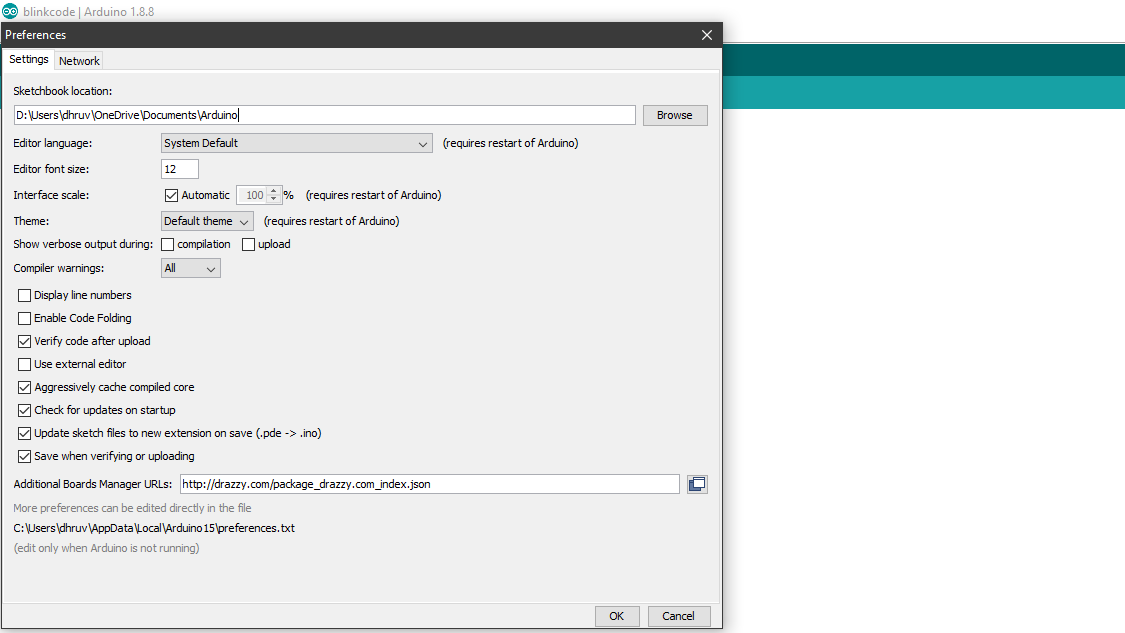 blinkcode | Arduino 1.8.8
Preferences
Settings Network
Sketchbook location:
D:\Users\dhruv\OneDrive\Documents\Arduino Browse
Editor language: System Default (requires restart of Arduino)
Editor font size: 12
Interface scale: Automatic 100 % (requires restart of Arduino)
Theme: Default theme (requires restart of Arduino)
Show verbose output during: compilation upload
Compiler warnings: All
Display line numbers
Enable Code Folding
Verify code after upload
Use external editor
Aggressively cache compiled core
Check for updates on startup
Update sketch files to new extension on save (.pde -> .ino)
Save when verifying or uploading
Additional Boards Manager URLs: http://drazzy.com/package_drazzy.com_index.json
More preferences can be edited directly in the file
C:\Users\dhruv\AppData\Local\Arduino15\preferences.txt
(edit only when Arduino is not running)
OK Cancel